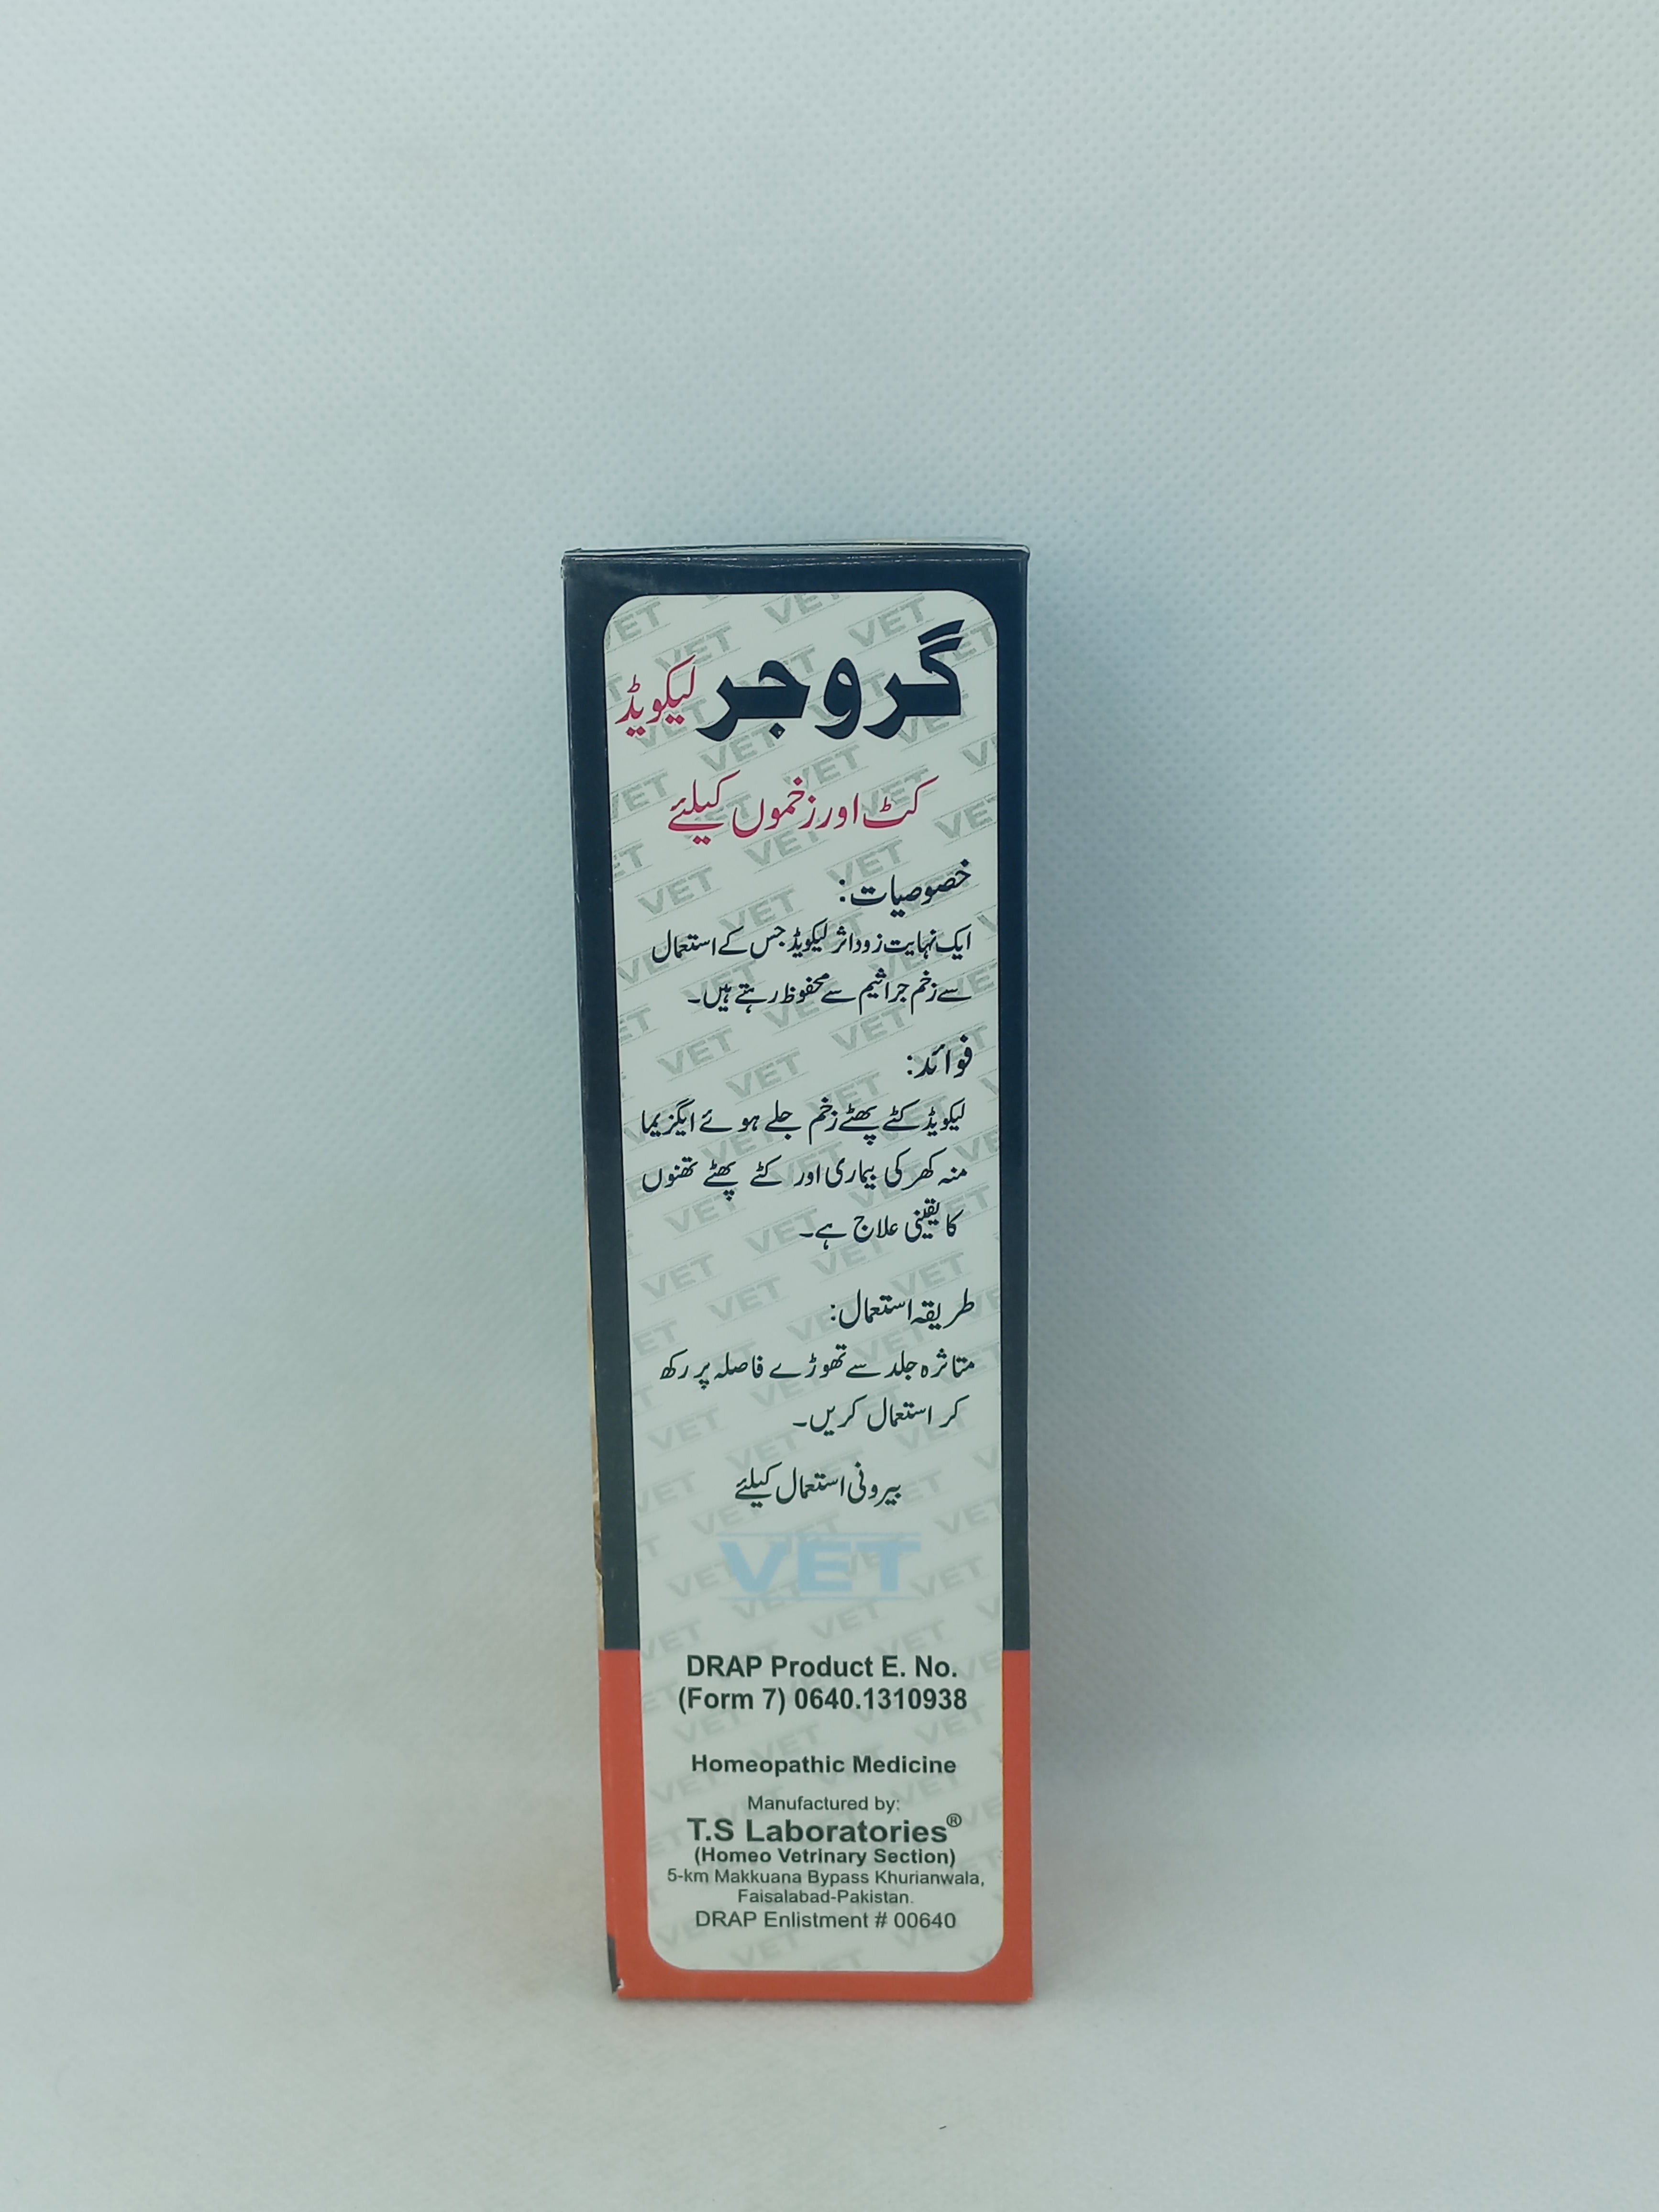 گروجر لیکویڈ
کٹ اور زخموں کیلئے
خصوصیات:
ایک نہایت زود اثر لیکویڈ جس کے استعمال
سے زخم جراثیم سے محفوظ رہتے ہیں۔
فوائد:
لیکویڈ کٹے پھٹے زخم جلے ہوئے ایگزیما
منہ کھر کی بیماری اور کٹے پھٹے تھنوں
کا یقینی علاج ہے۔
طریقہ استعمال:
متاثرہ جلد سے تھوڑے فاصلہ پر رکھ
کر استعمال کریں۔
بیرونی استعمال کیلئے
VET
DRAP Product E. No.
(Form 7) 0640.1310938
Homeopathic Medicine
Manufactured by:
T.S Laboratories®
(Homeo Vetrinary Section)
5-km Makkuana Bypass Khurianwala,
Faisalabad-Pakistan.
DRAP Enlistment # 00640